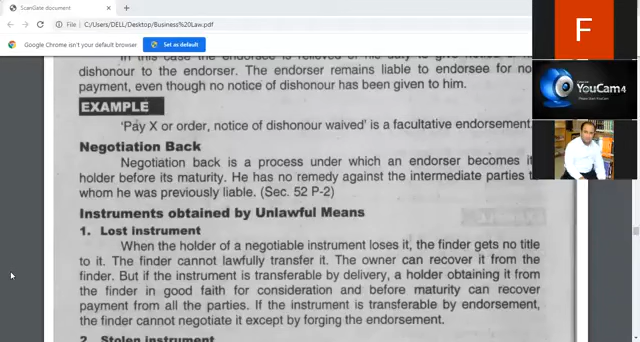 ScanGate document
File | C:/Users/DELL/Desktop/Business%20Law.pdf
Google Chrome isn't your default browser
Set as default
dishonour to the endorser. The endorser remains liable to endorsee for no
payment, even though no notice of dishonour has been given to him.
EXAMPLE
'Pay X or order, notice of dishonour waived' is a facultative endorsement.
Negotiation Back
Negotiation back is a process under which an endorser becomes i
holder before its maturity. He has no remedy against the intermediate parties t
whom he was previously liable. (Sec. 52 P-2)
Instruments obtained by Unlawful Means
1. Lost instrument
When the holder of a negotiable instrument loses it, the finder gets no title
to it. The finder cannot lawfully transfer it. The owner can recover it from the
finder. But if the instrument is transferable by delivery, a holder obtaining it from
the finder in good faith for consideration and before maturity can recover
payment from all the parties. If the instrument is transferable by endorsement,
the finder cannot negotiate it except by forging the endorsement.
2. Stolen instrument
F
YouCam4